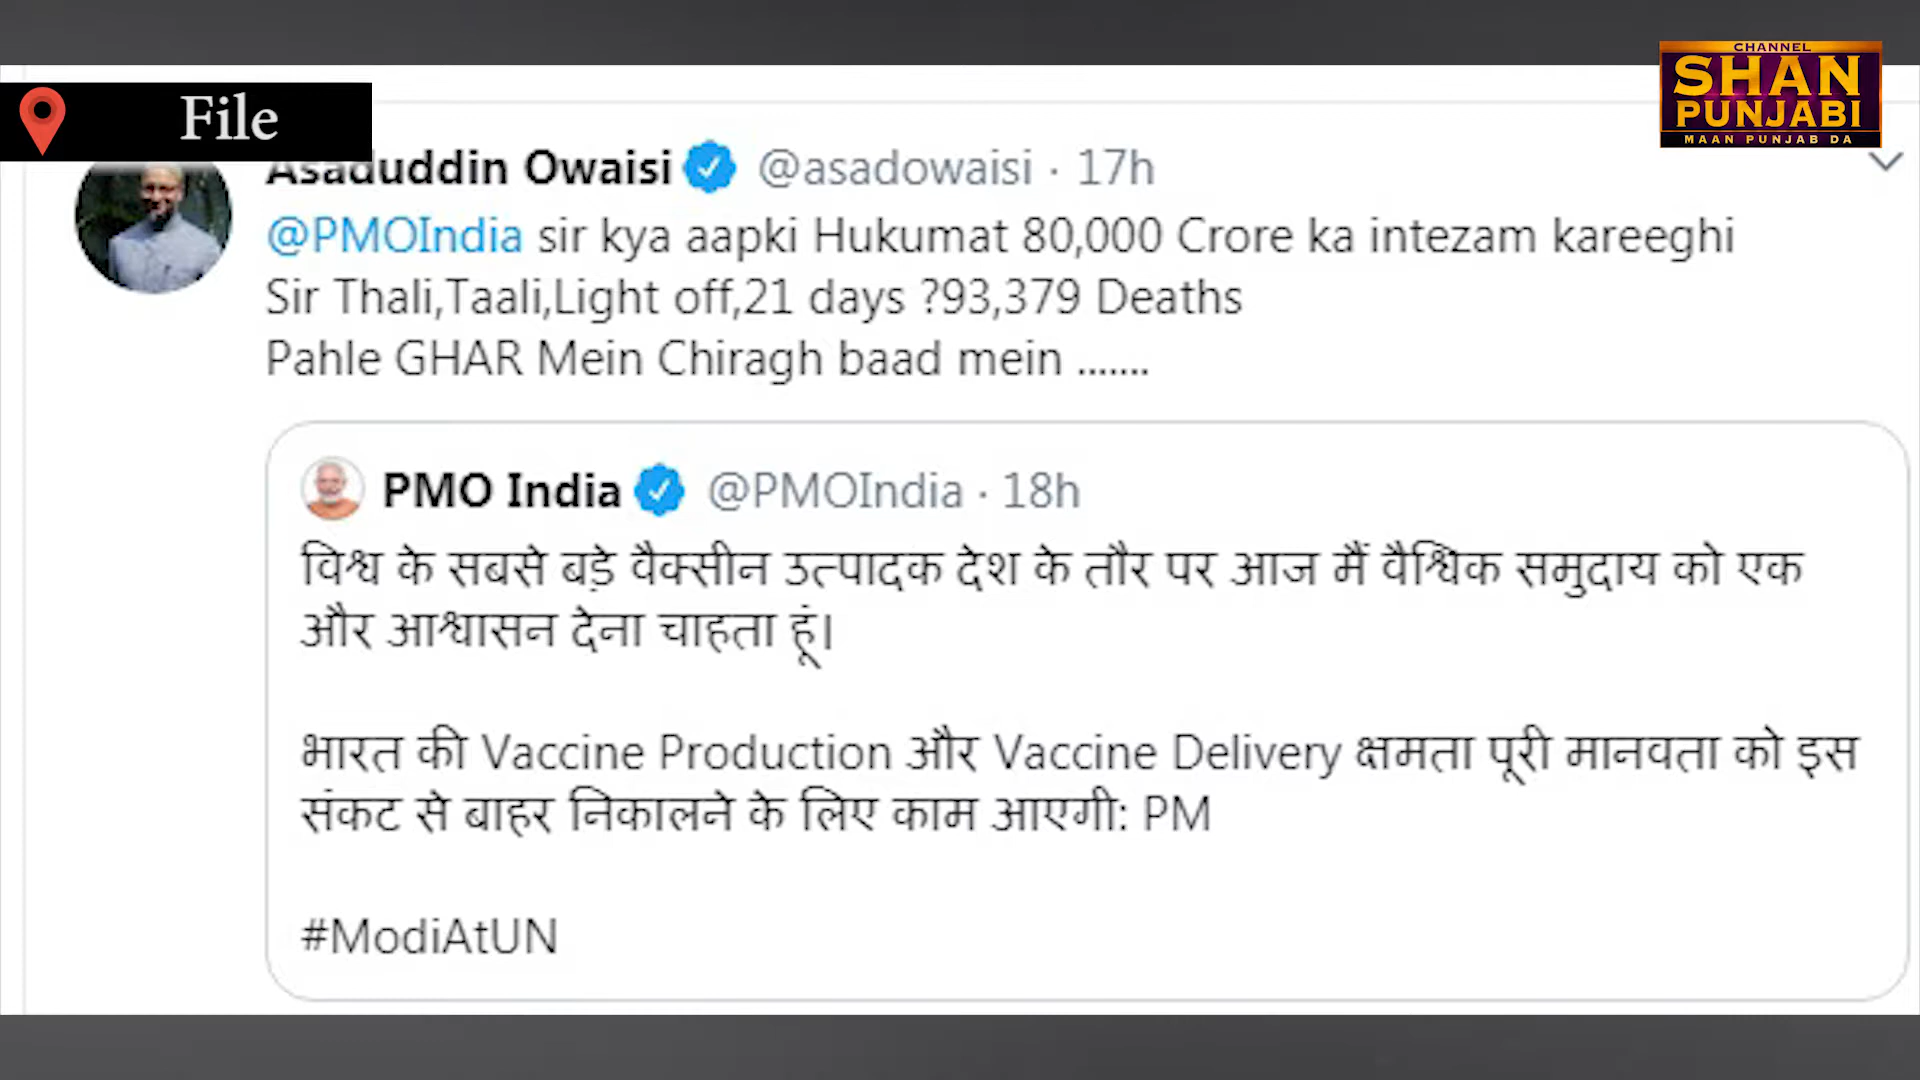 CHANNEL
SHAN
PUNJABI
MAAN PUNJAB DA
File
Asaduddin Owaisi @asadowaisi · 17h
@PMOIndia sir kya aapki Hukumat 80,000 Crore ka intezam kareeghi
Sir Thali,Taali,Light off,21 days ?93,379 Deaths
Pahle GHAR Mein Chiragh baad mein .......
PMO India @PMOIndia · 18h
विश्व के सबसे बड़े वैक्सीन उत्पादक देश के तौर पर आज मैं वैश्विक समुदाय को एक
और आश्वासन देना चाहता हूं।
भारत की Vaccine Production और Vaccine Delivery क्षमता पूरी मानवता को इस
संकट से बाहर निकालने के लिए काम आएगी: PM
#ModiAtUN